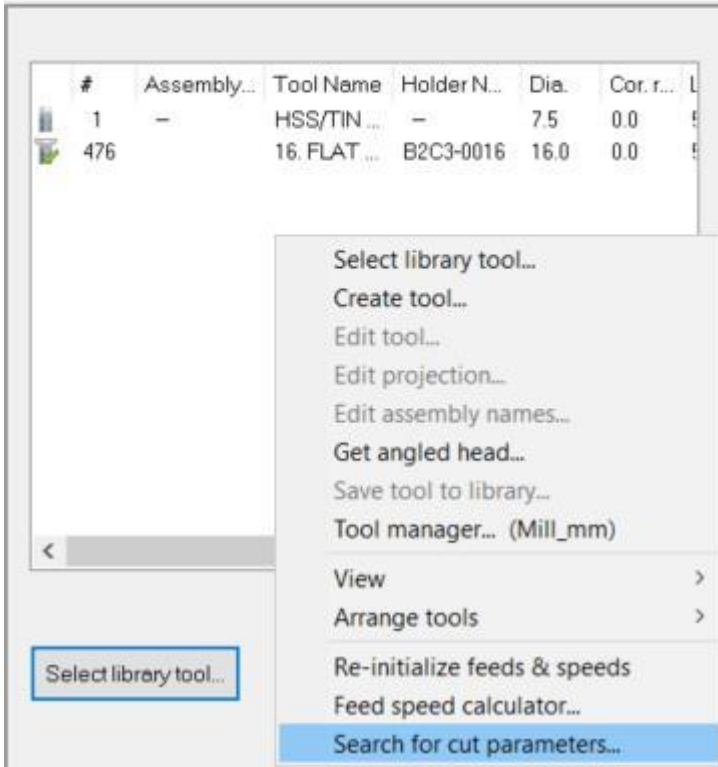 # Assembly... Tool Name Holder N... Dia. Cor. r...
1 – HSS/TIN ... – 7.5 0.0
476 16. FLAT ... B2C3-0016 16.0 0.0
Select library tool...
Create tool...
Edit tool...
Edit projection...
Edit assembly names...
Get angled head...
Save tool to library...
Tool manager... (Mill_mm)
View
Arrange tools
Re-initialize feeds & speeds
Feed speed calculator...
Search for cut parameters...
Select library tool...